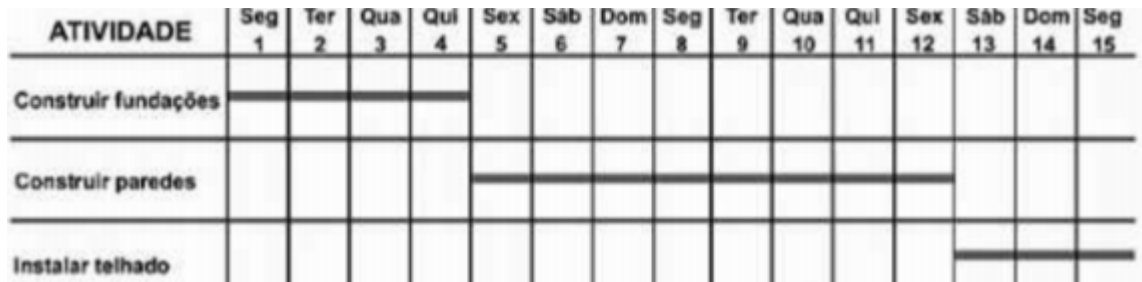 ATIVIDADE Seg Ter Qua Qui Sex Sáb Dom Seg Ter Qua Qui Sex Sáb Dom Seg
1 2 3 4 5 6 7 8 9 10 11 12 13 14 15
Construir fundações
Construir paredes
Instalar telhado